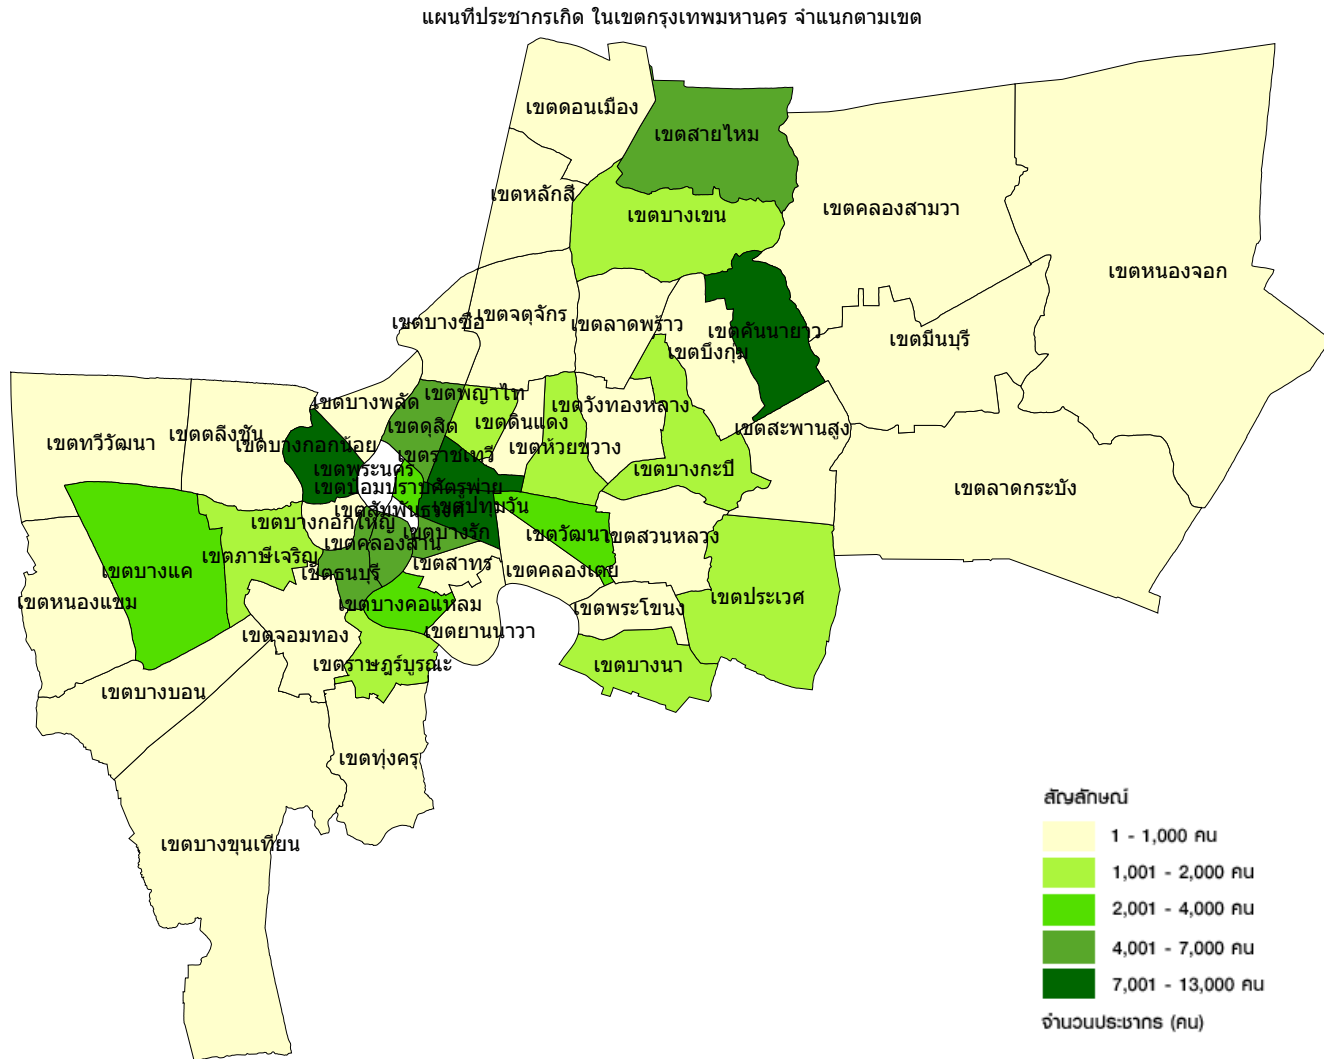 แผนที่ประชากรเกิด ในเขตกรุงเทพมหานคร จำแนกตามเขต
เขตดอนเมือง
เขตสายไหม
เขตหลักสี่
เขตบางเขน
เขตคลองสามวา
เขตหนองจอก
เขตบางซื่อ
เขตจตุจักร
เขตลาดพร้าว
เขตคันนายาว
เขตมีนบุรี
เขตบึงกุ่ม
เขตบางพลัด
เขตพญาไท
เขตวังทองหลาง
เขตทวีวัฒนา
เขตตลิ่งชัน
เขตดุสิต
เขตดินแดง
เขตสะพานสูง
เขตบางกอกน้อย
เขตราชเทวี
เขตห้วยขวาง
เขตพระนคร
เขตบางกะปิ
เขตป้อมปราบศัตรูพ่าย
เขตลาดกระบัง
เขตสัมพันธวงศ์
เขตปทุมวัน
เขตบางกอกใหญ่
เขตบางรัก
เขตวัฒนา
เขตสวนหลวง
เขตคลองสาน
เขตภาษีเจริญ
เขตสาทร
เขตคลองเตย
เขตบางแค
เขตธนบุรี
เขตหนองแขม
เขตบางคอแหลม
เขตพระโขนง
เขตประเวศ
เขตจอมทอง
เขตยานนาวา
เขตราษฎร์บูรณะ
เขตบางนา
เขตบางบอน
เขตทุ่งครุ
เขตบางขุนเทียน
สัญลักษณ์
1 - 1,000 คน
1,001 - 2,000 คน
2,001 - 4,000 คน
4,001 - 7,000 คน
7,001 - 13,000 คน
จำนวนประชากร (คน)